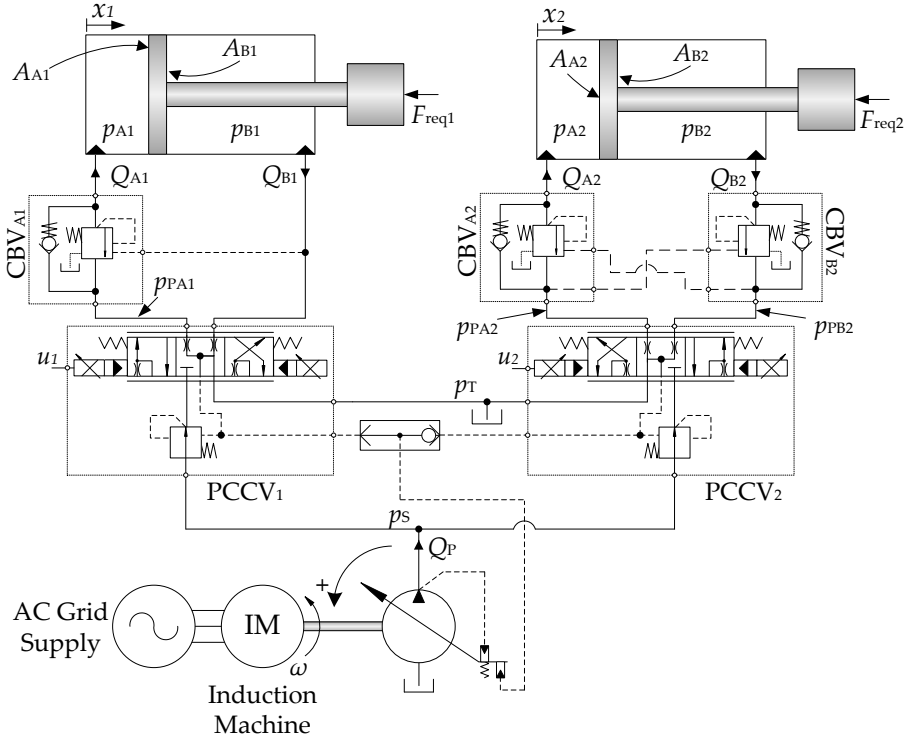 x1
x2
AA1
AB1
AA2
AB2
pA1
pB1
Freq1
pA2
pB2
Freq2
QA1
QB1
QA2
QB2
CBVA1
CBVA2
CBVB2
pPA1
pPA2
pPB2
u1
u2
pT
PCCV1
PCCV2
pS
QP
+
AC Grid
Supply
IM
ω
Induction
Machine